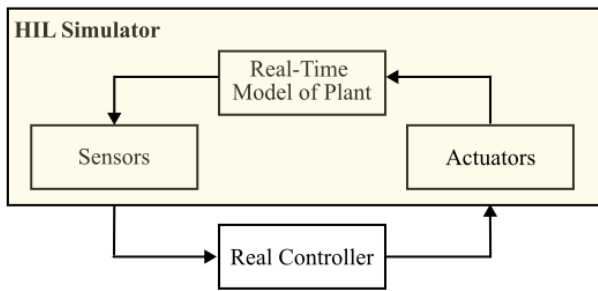 HIL Simulator
Real-Time
Model of Plant
Sensors
Actuators
Real Controller